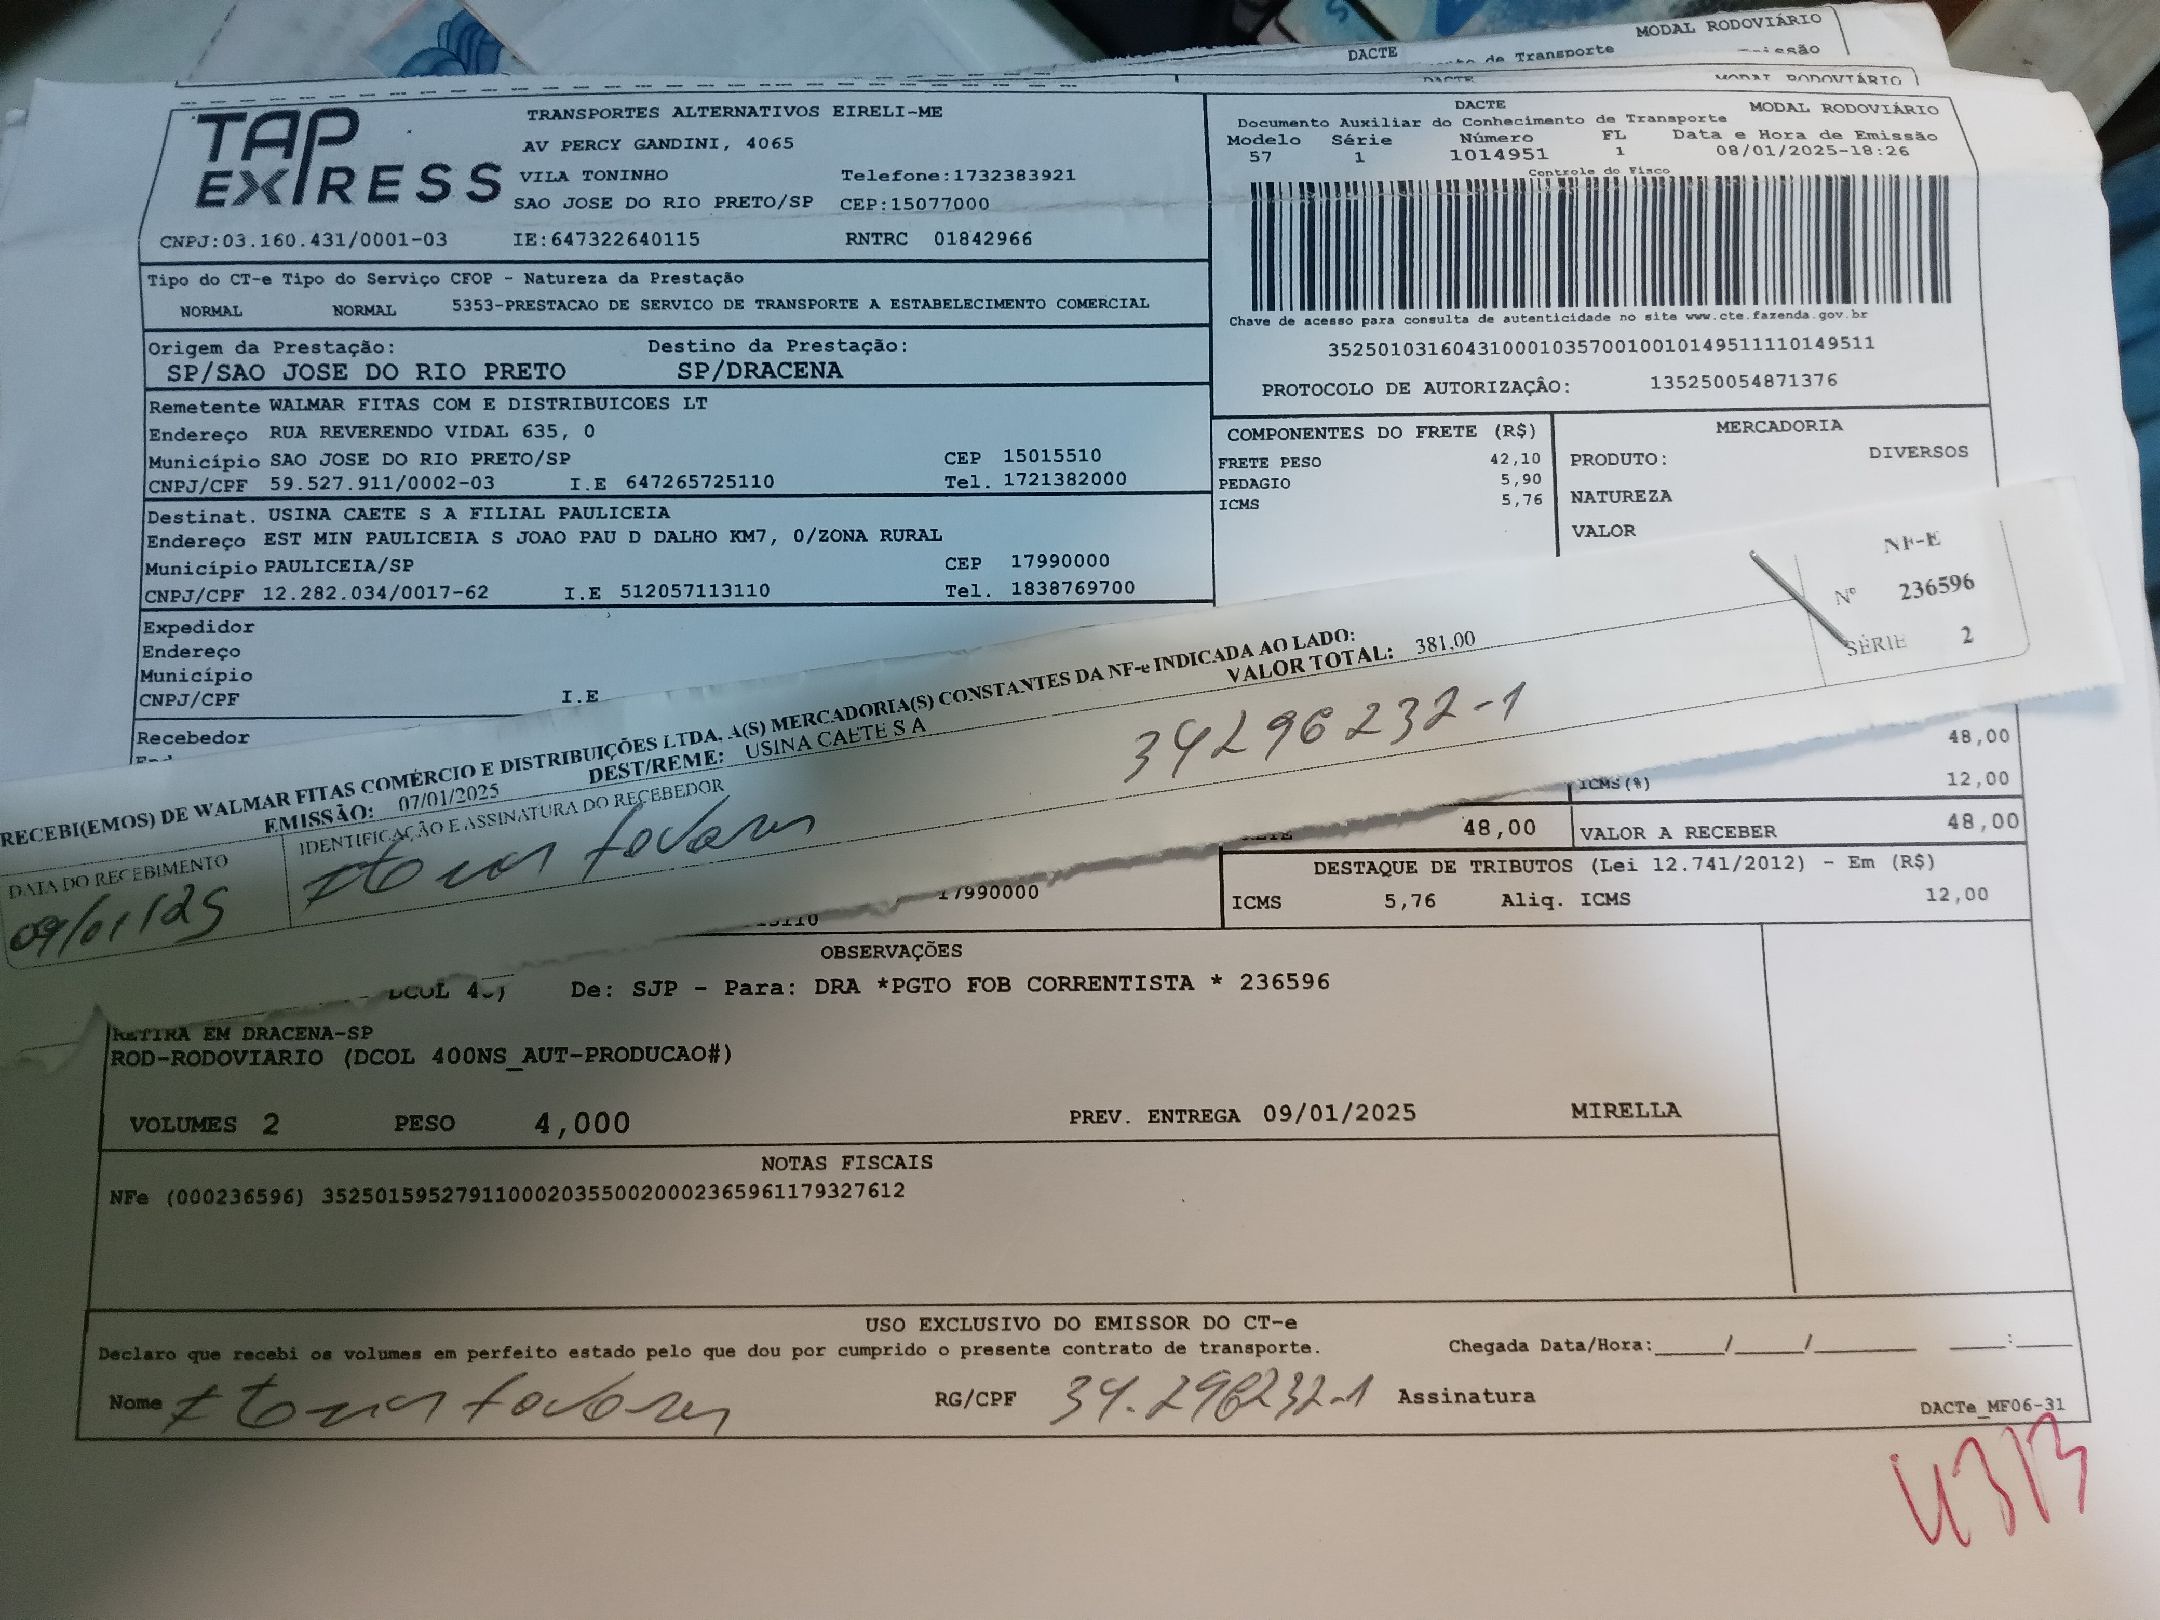 MODAL RODOVIÁRIO
DACTE
de Transporte
DACTE
MODAL RODOVIÁRIO
TAP EXPRESS
TRANSPORTES ALTERNATIVOS EIRELI-ME
AV PERCY GANDINI, 4065
VILA TONINHO Telefone:1732383921
SAO JOSE DO RIO PRETO/SP CEP:15077000
CNPJ:03.160.431/0001-03 IE:647322640115 RNTRC 01842966
DACTE MODAL RODOVIÁRIO
Documento Auxiliar do Conhecimento de Transporte
Modelo Série Número FL Data e Hora de Emissão
57 1 1014951 1 08/01/2025-18:26
Controle do Fisco
Chave de acesso para consulta de autenticidade no site www.cte.fazenda.gov.br
35250103160431000103570010010149511110149511
PROTOCOLO DE AUTORIZAÇÂO: 135250054871376
Tipo do CT-e Tipo do Serviço CFOP - Natureza da Prestação
NORMAL NORMAL 5353-PRESTACAO DE SERVICO DE TRANSPORTE A ESTABELECIMENTO COMERCIAL
Origem da Prestação: Destino da Prestação:
SP/SAO JOSE DO RIO PRETO SP/DRACENA
Remetente WALMAR FITAS COM E DISTRIBUICOES LT
Endereço RUA REVERENDO VIDAL 635, 0
Município SAO JOSE DO RIO PRETO/SP CEP 15015510
CNPJ/CPF 59.527.911/0002-03 I.E 647265725110 Tel. 1721382000
Destinat. USINA CAETE S A FILIAL PAULICEIA
Endereço EST MIN PAULICEIA S JOAO PAU D DALHO KM7, 0/ZONA RURAL
Município PAULICEIA/SP CEP 17990000
CNPJ/CPF 12.282.034/0017-62 I.E 512057113110 Tel. 1838769700
Expedidor
Endereço
Município
CNPJ/CPF I.E
Recebedor
COMPONENTES DO FRETE (R$)
FRETE PESO 42,10
PEDAGIO 5,90
ICMS 5,76
MERCADORIA
PRODUTO: DIVERSOS
NATUREZA
VALOR
NF-E
Nº 236596
SÉRIE 2
RECEBI(EMOS) DE WALMAR FITAS COMÉRCIO E DISTRIBUIÇÕES LTDA, A(S) MERCADORIA(S) CONSTANTES DA NF-e INDICADA AO LADO:
EMISSÃO: 07/01/2025 DEST/REME: USINA CAETE S A VALOR TOTAL: 381,00
DATA DO RECEBIMENTO IDENTIFICAÇÃO E ASSINATURA DO RECEBEDOR
09/01/25 34296232-1
48,00
ICMS(%) 12,00
48,00 VALOR A RECEBER 48,00
DESTAQUE DE TRIBUTOS (Lei 12.741/2012) - Em (R$)
ICMS 5,76 Aliq. ICMS 12,00
17990000
OBSERVAÇÕES
De: SJP - Para: DRA *PGTO FOB CORRENTISTA * 236596
RETIRA EM DRACENA-SP
ROD-RODOVIARIO (DCOL 400NS_AUT-PRODUCAO#)
VOLUMES 2 PESO 4,000 PREV. ENTREGA 09/01/2025 MIRELLA
NOTAS FISCAIS
NFe (000236596) 35250159527911000203550020002365961179327612
USO EXCLUSIVO DO EMISSOR DO CT-e
Declaro que recebi os volumes em perfeito estado pelo que dou por cumprido o presente contrato de transporte. Chegada Data/Hora:_____/_____/_______ ____:____
Nome RG/CPF 34.296232-1 Assinatura
DACTe_MF06-31